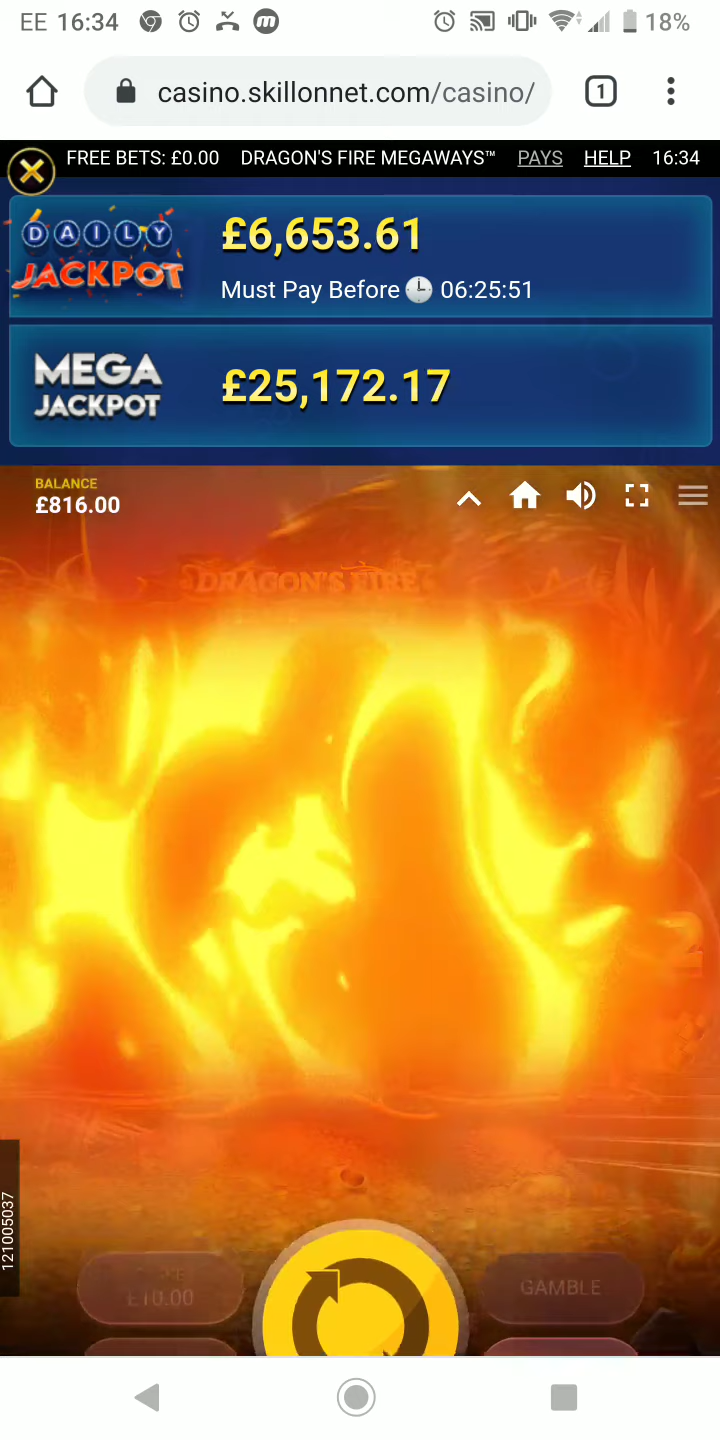 EE 16:34 18%
casino.skillonnet.com/casino/ 1
FREE BETS: £0.00 DRAGON'S FIRE MEGAWAYS™ PAYS HELP 16:34
DAILY
JACKPOT
£6,653.61
Must Pay Before 06:25:51
MEGA
JACKPOT
£25,172.17
BALANCE
£816.00
DRAGON'S FIRE
121005037
£10.00
GAMBLE